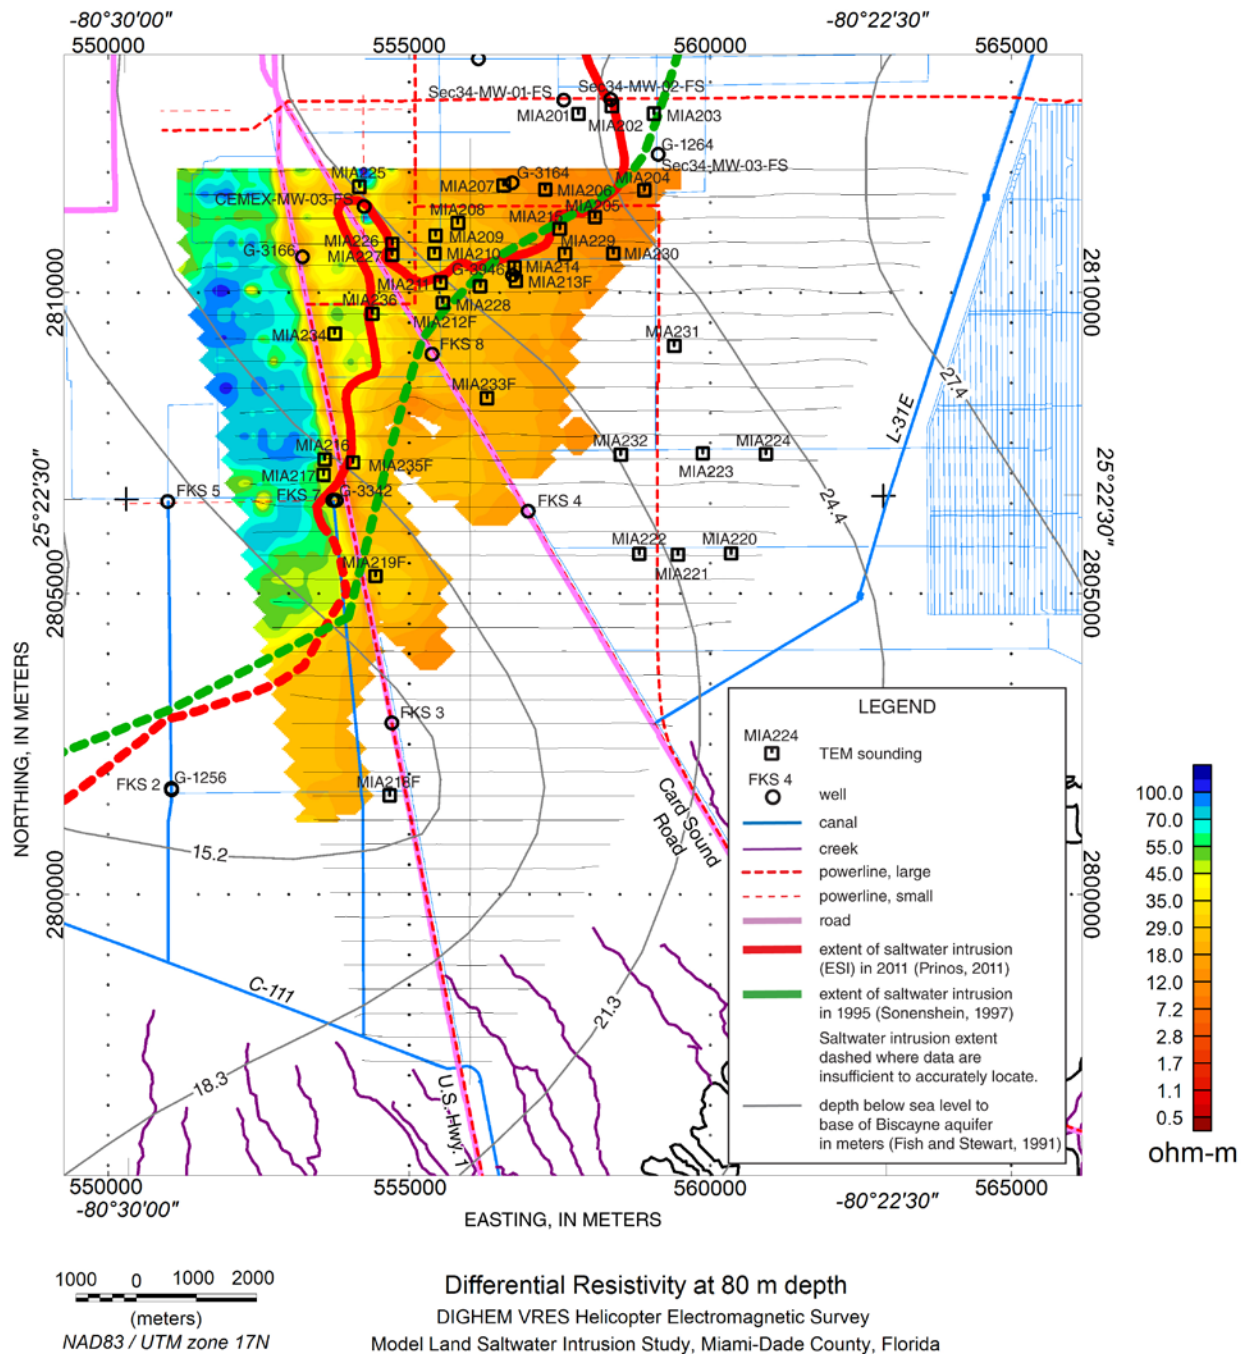 -80°30'00"
-80°22'30"
550000
555000
560000
565000
Sec34-MW-01-FS
Sec34-MW-02-FS
MIA201
MIA202
MIA203
G-1264
Sec34-MW-03-FS
MIA225
MIA207
G-3164
MIA206
MIA204
CEMEX-MW-03-FS
MIA208
MIA215
MIA205
MIA226
MIA209
MIA229
G-3166
MIA227
MIA210
MIA230
G-3946
MIA214
MIA211
MIA213F
2810000
2810000
MIA236
MIA228
MIA212F
MIA234
FKS 8
MIA231
MIA233F
27.4
L-31E
MIA216
MIA235F
MIA232
MIA224
MIA217
MIA223
FKS 5
FKS 7
G-3342
FKS 4
24.4
25°22'30"
25°22'30"
MIA222
MIA220
MIA219F
MIA221
2805000
2805000
FKS 3
FKS 2
G-1256
MIA218F
Card Sound
Road
15.2
2800000
2800000
C-111
21.3
18.3
U.S. Hwy. 1
NORTHING, IN METERS
LEGEND
MIA224
TEM sounding
FKS 4
well
canal
creek
powerline, large
powerline, small
road
extent of saltwater intrusion
(ESI) in 2011 (Prinos, 2011)
extent of saltwater intrusion
in 1995 (Sonenshein, 1997)
Saltwater intrusion extent
dashed where data are
insufficient to accurately locate.
depth below sea level to
base of Biscayne aquifer
in meters (Fish and Stewart, 1991)
100.0
70.0
55.0
45.0
29.0
18.0
12.0
7.2
2.8
1.7
1.1
0.5
ohm-m
550000
555000
560000
565000
-80°30'00"
-80°22'30"
EASTING, IN METERS
1000 0 1000 2000
(meters)
NAD83 / UTM zone 17N
Differential Resistivity at 80 m depth
DIGHEM VRES Helicopter Electromagnetic Survey
Model Land Saltwater Intrusion Study, Miami-Dade County, Florida